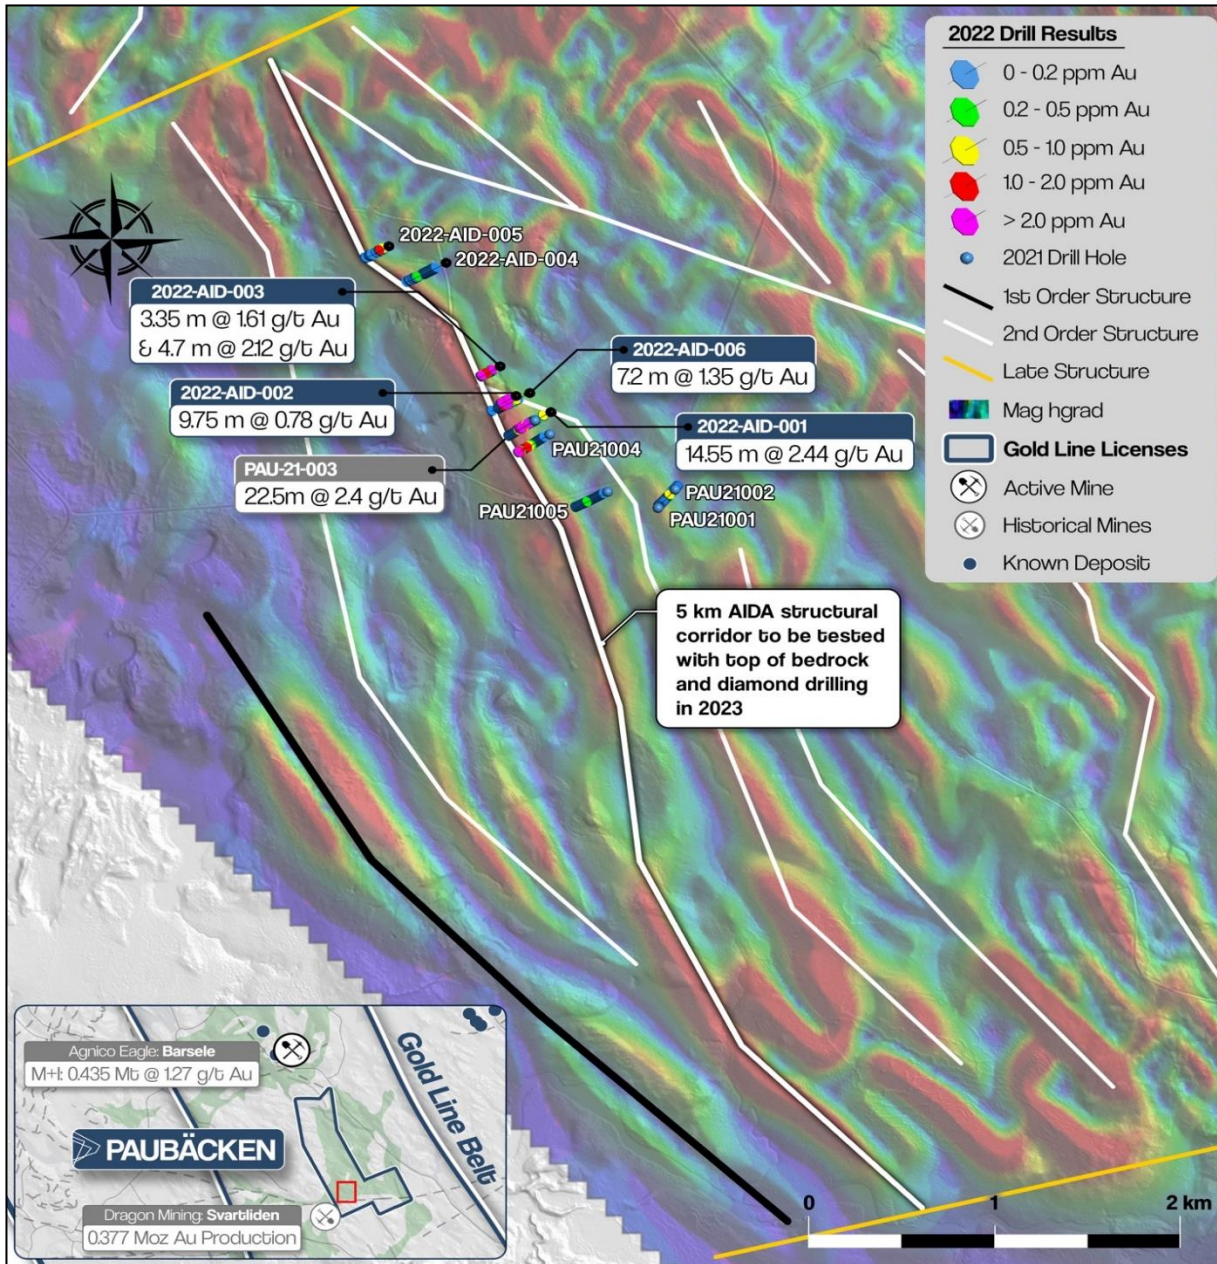 2022 Drill Results
0 - 0.2 ppm Au
0.2 - 0.5 ppm Au
0.5 - 1.0 ppm Au
1.0 - 2.0 ppm Au
> 2.0 ppm Au
2021 Drill Hole
1st Order Structure
2nd Order Structure
Late Structure
Mag hgrad
Gold Line Licenses
Active Mine
Historical Mines
Known Deposit
2022-AID-005
2022-AID-004
2022-AID-003
3.35 m @ 1.61 g/t Au
& 4.7 m @ 2.12 g/t Au
2022-AID-006
7.2 m @ 1.35 g/t Au
2022-AID-002
9.75 m @ 0.78 g/t Au
2022-AID-001
14.55 m @ 2.44 g/t Au
PAU21004
PAU-21-003
22.5m @ 2.4 g/t Au
PAU21005
PAU21002
PAU21001
5 km AIDA structural
corridor to be tested
with top of bedrock
and diamond drilling
in 2023
Agnico Eagle: Barsele
M+I: 0.435 Mt @ 1.27 g/t Au
Gold Line Belt
PAUBÄCKEN
Dragon Mining: Svartliden
0.377 Moz Au Production
0 1 2 km